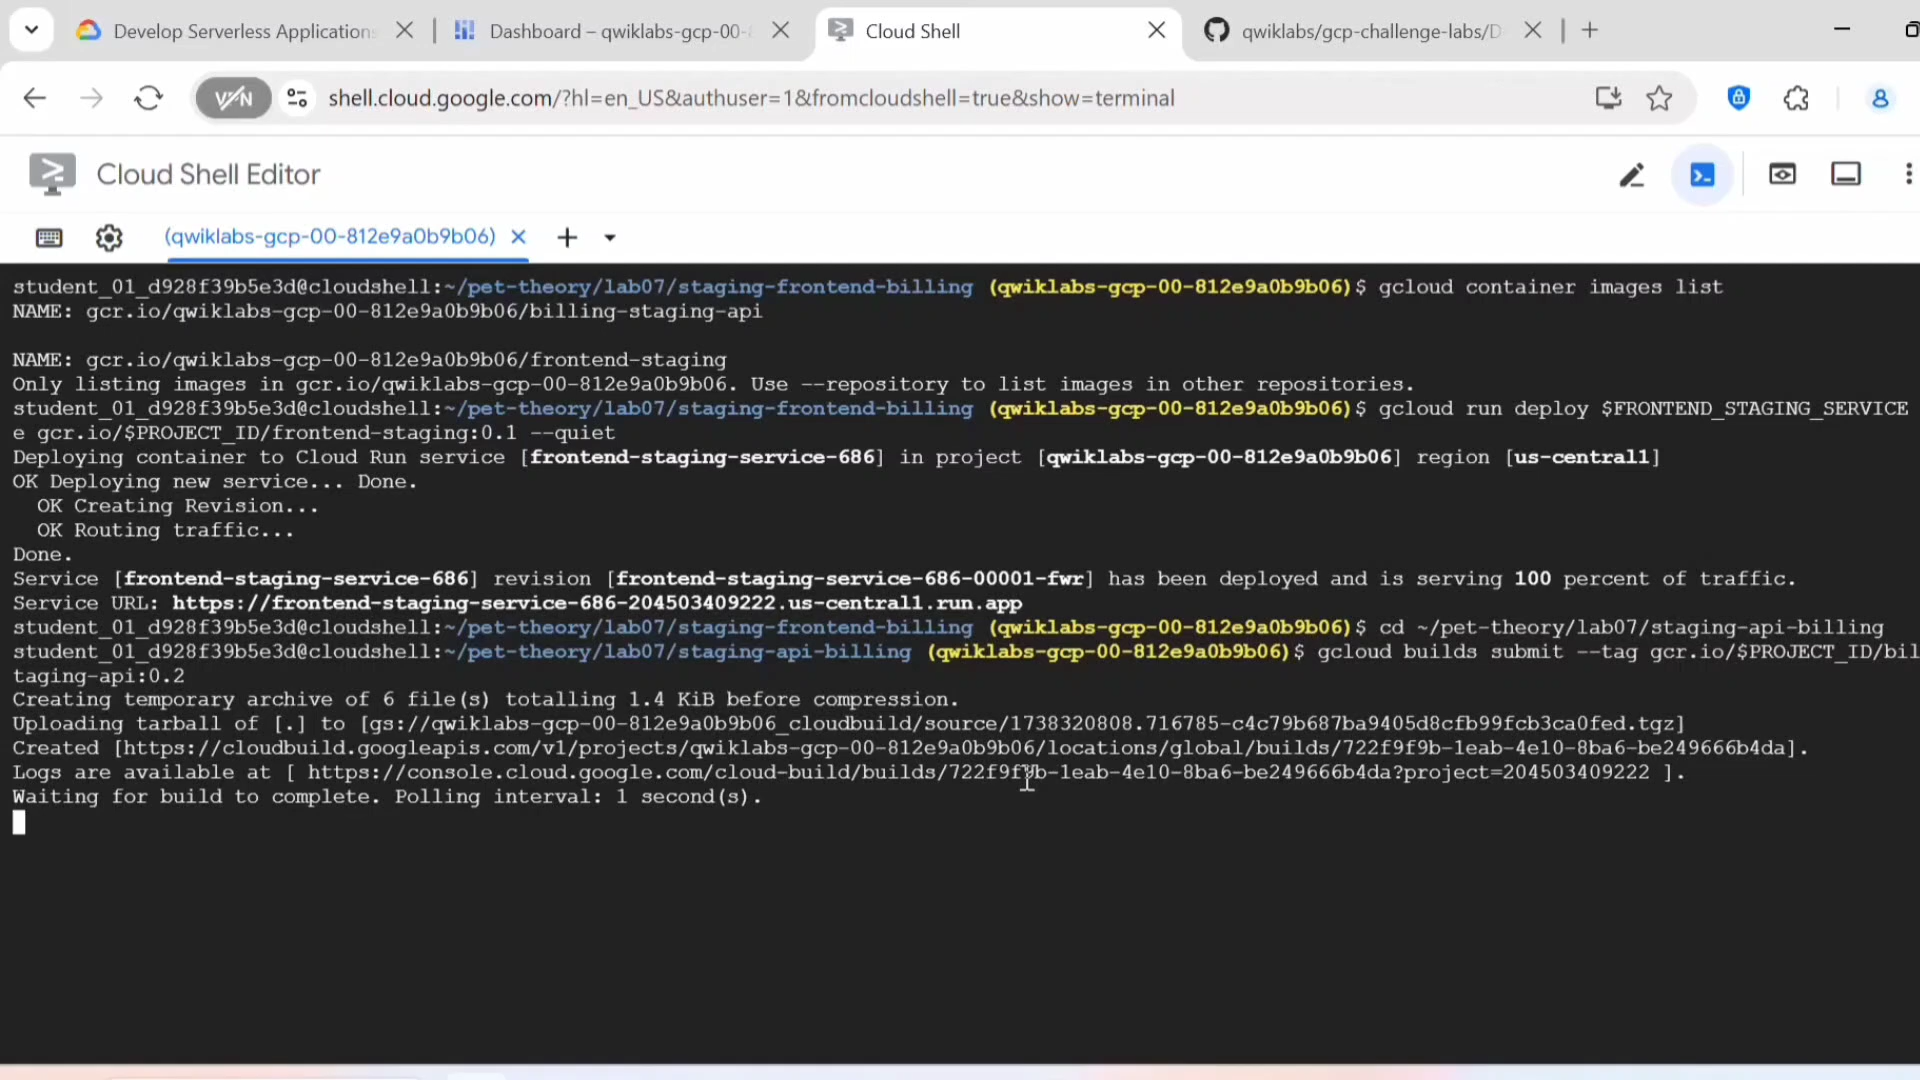 Develop Serverless Applications
Dashboard – qwiklabs-gcp-00-
Cloud Shell
qwiklabs/gcp-challenge-labs/D
VPN
shell.cloud.google.com/?hl=en_US&authuser=1&fromcloudshell=true&show=terminal
Cloud Shell Editor
(qwiklabs-gcp-00-812e9a0b9b06)
student_01_d928f39b5e3d@cloudshell:~/pet-theory/lab07/staging-frontend-billing (qwiklabs-gcp-00-812e9a0b9b06)$ gcloud container images list
NAME: gcr.io/qwiklabs-gcp-00-812e9a0b9b06/billing-staging-api
NAME: gcr.io/qwiklabs-gcp-00-812e9a0b9b06/frontend-staging
Only listing images in gcr.io/qwiklabs-gcp-00-812e9a0b9b06. Use --repository to list images in other repositories.
student_01_d928f39b5e3d@cloudshell:~/pet-theory/lab07/staging-frontend-billing (qwiklabs-gcp-00-812e9a0b9b06)$ gcloud run deploy $FRONTEND_STAGING_SERVICE
e gcr.io/$PROJECT_ID/frontend-staging:0.1 --quiet
Deploying container to Cloud Run service [frontend-staging-service-686] in project [qwiklabs-gcp-00-812e9a0b9b06] region [us-central1]
OK Deploying new service... Done.
OK Creating Revision...
OK Routing traffic...
Done.
Service [frontend-staging-service-686] revision [frontend-staging-service-686-00001-fwr] has been deployed and is serving 100 percent of traffic.
Service URL: https://frontend-staging-service-686-204503409222.us-central1.run.app
student_01_d928f39b5e3d@cloudshell:~/pet-theory/lab07/staging-frontend-billing (qwiklabs-gcp-00-812e9a0b9b06)$ cd ~/pet-theory/lab07/staging-api-billing
student_01_d928f39b5e3d@cloudshell:~/pet-theory/lab07/staging-api-billing (qwiklabs-gcp-00-812e9a0b9b06)$ gcloud builds submit --tag gcr.io/$PROJECT_ID/bil
taging-api:0.2
Creating temporary archive of 6 file(s) totalling 1.4 KiB before compression.
Uploading tarball of [.] to [gs://qwiklabs-gcp-00-812e9a0b9b06_cloudbuild/source/1738320808.716785-c4c79b687ba9405d8cfb99fcb3ca0fed.tgz]
Created [https://cloudbuild.googleapis.com/v1/projects/qwiklabs-gcp-00-812e9a0b9b06/locations/global/builds/722f9f9b-1eab-4e10-8ba6-be249666b4da].
Logs are available at [ https://console.cloud.google.com/cloud-build/builds/722f9f9b-1eab-4e10-8ba6-be249666b4da?project=204503409222 ].
Waiting for build to complete. Polling interval: 1 second(s).